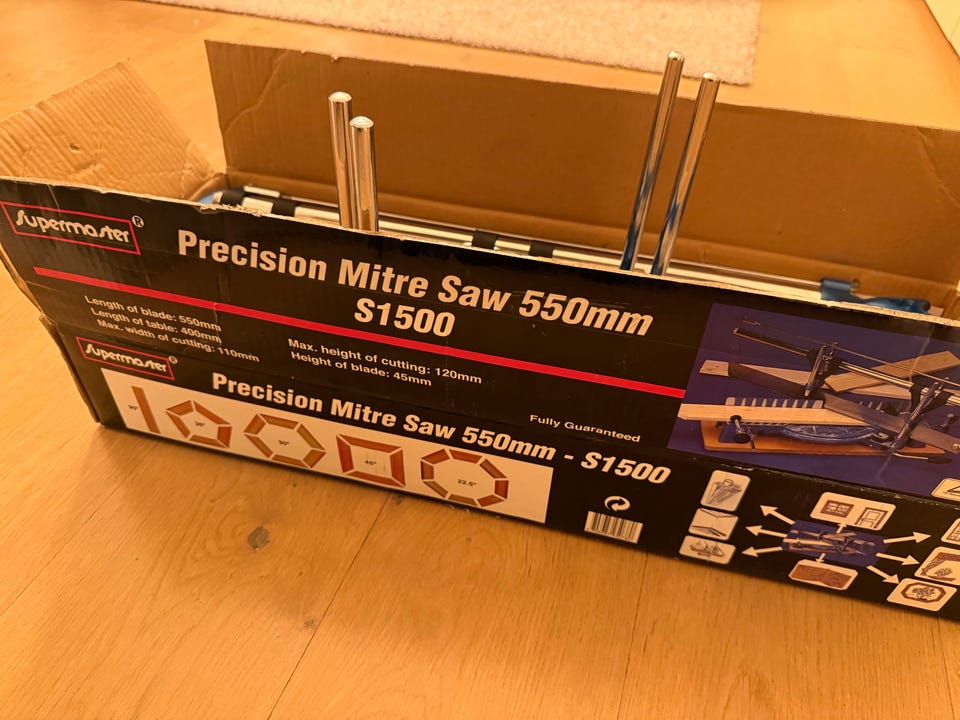 Supermaster®
Precision Mitre Saw 550mm
S1500
Length of blade: 550mm
Length of table: 400mm
Max. width of cutting: 110mm
Max. height of cutting: 120mm
Height of blade: 45mm
Fully Guaranteed
Supermaster®
Precision Mitre Saw 550mm - S1500
90°
36°
30°
45°
22.5°